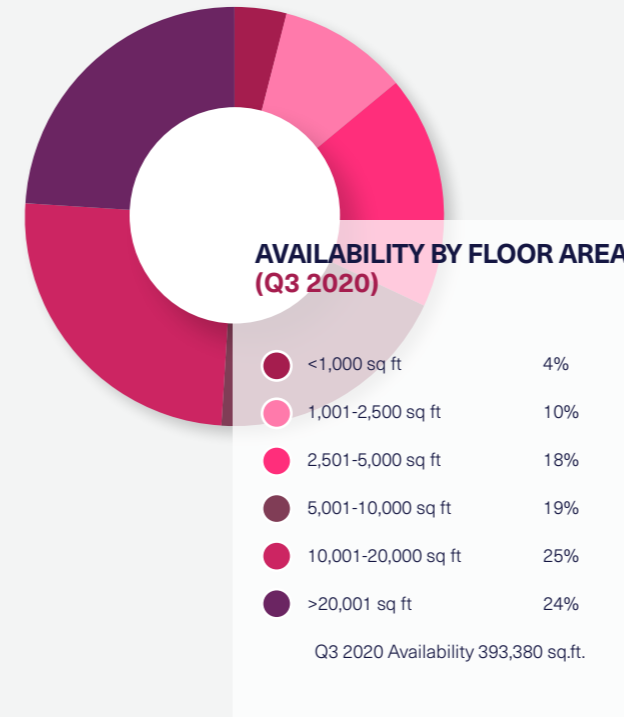 AVAILABILITY BY FLOOR AREA
(Q3 2020)
<1,000 sq ft 4%
1,001-2,500 sq ft 10%
2,501-5,000 sq ft 18%
5,001-10,000 sq ft 19%
10,001-20,000 sq ft 25%
>20,001 sq ft 24%
Q3 2020 Availability 393,380 sq.ft.